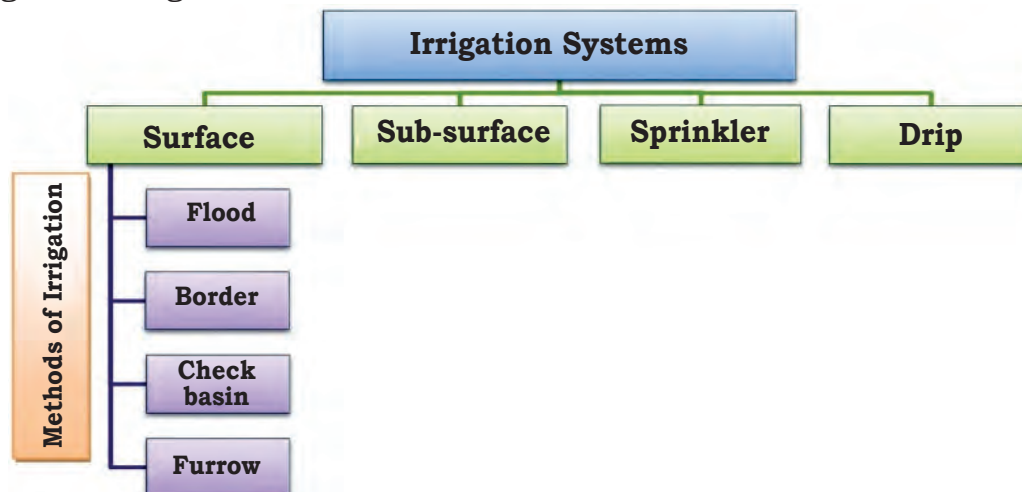 Irrigation Systems
Surface
Sub-surface
Sprinkler
Drip
Methods of Irrigation
Flood
Border
Check
basin
Furrow